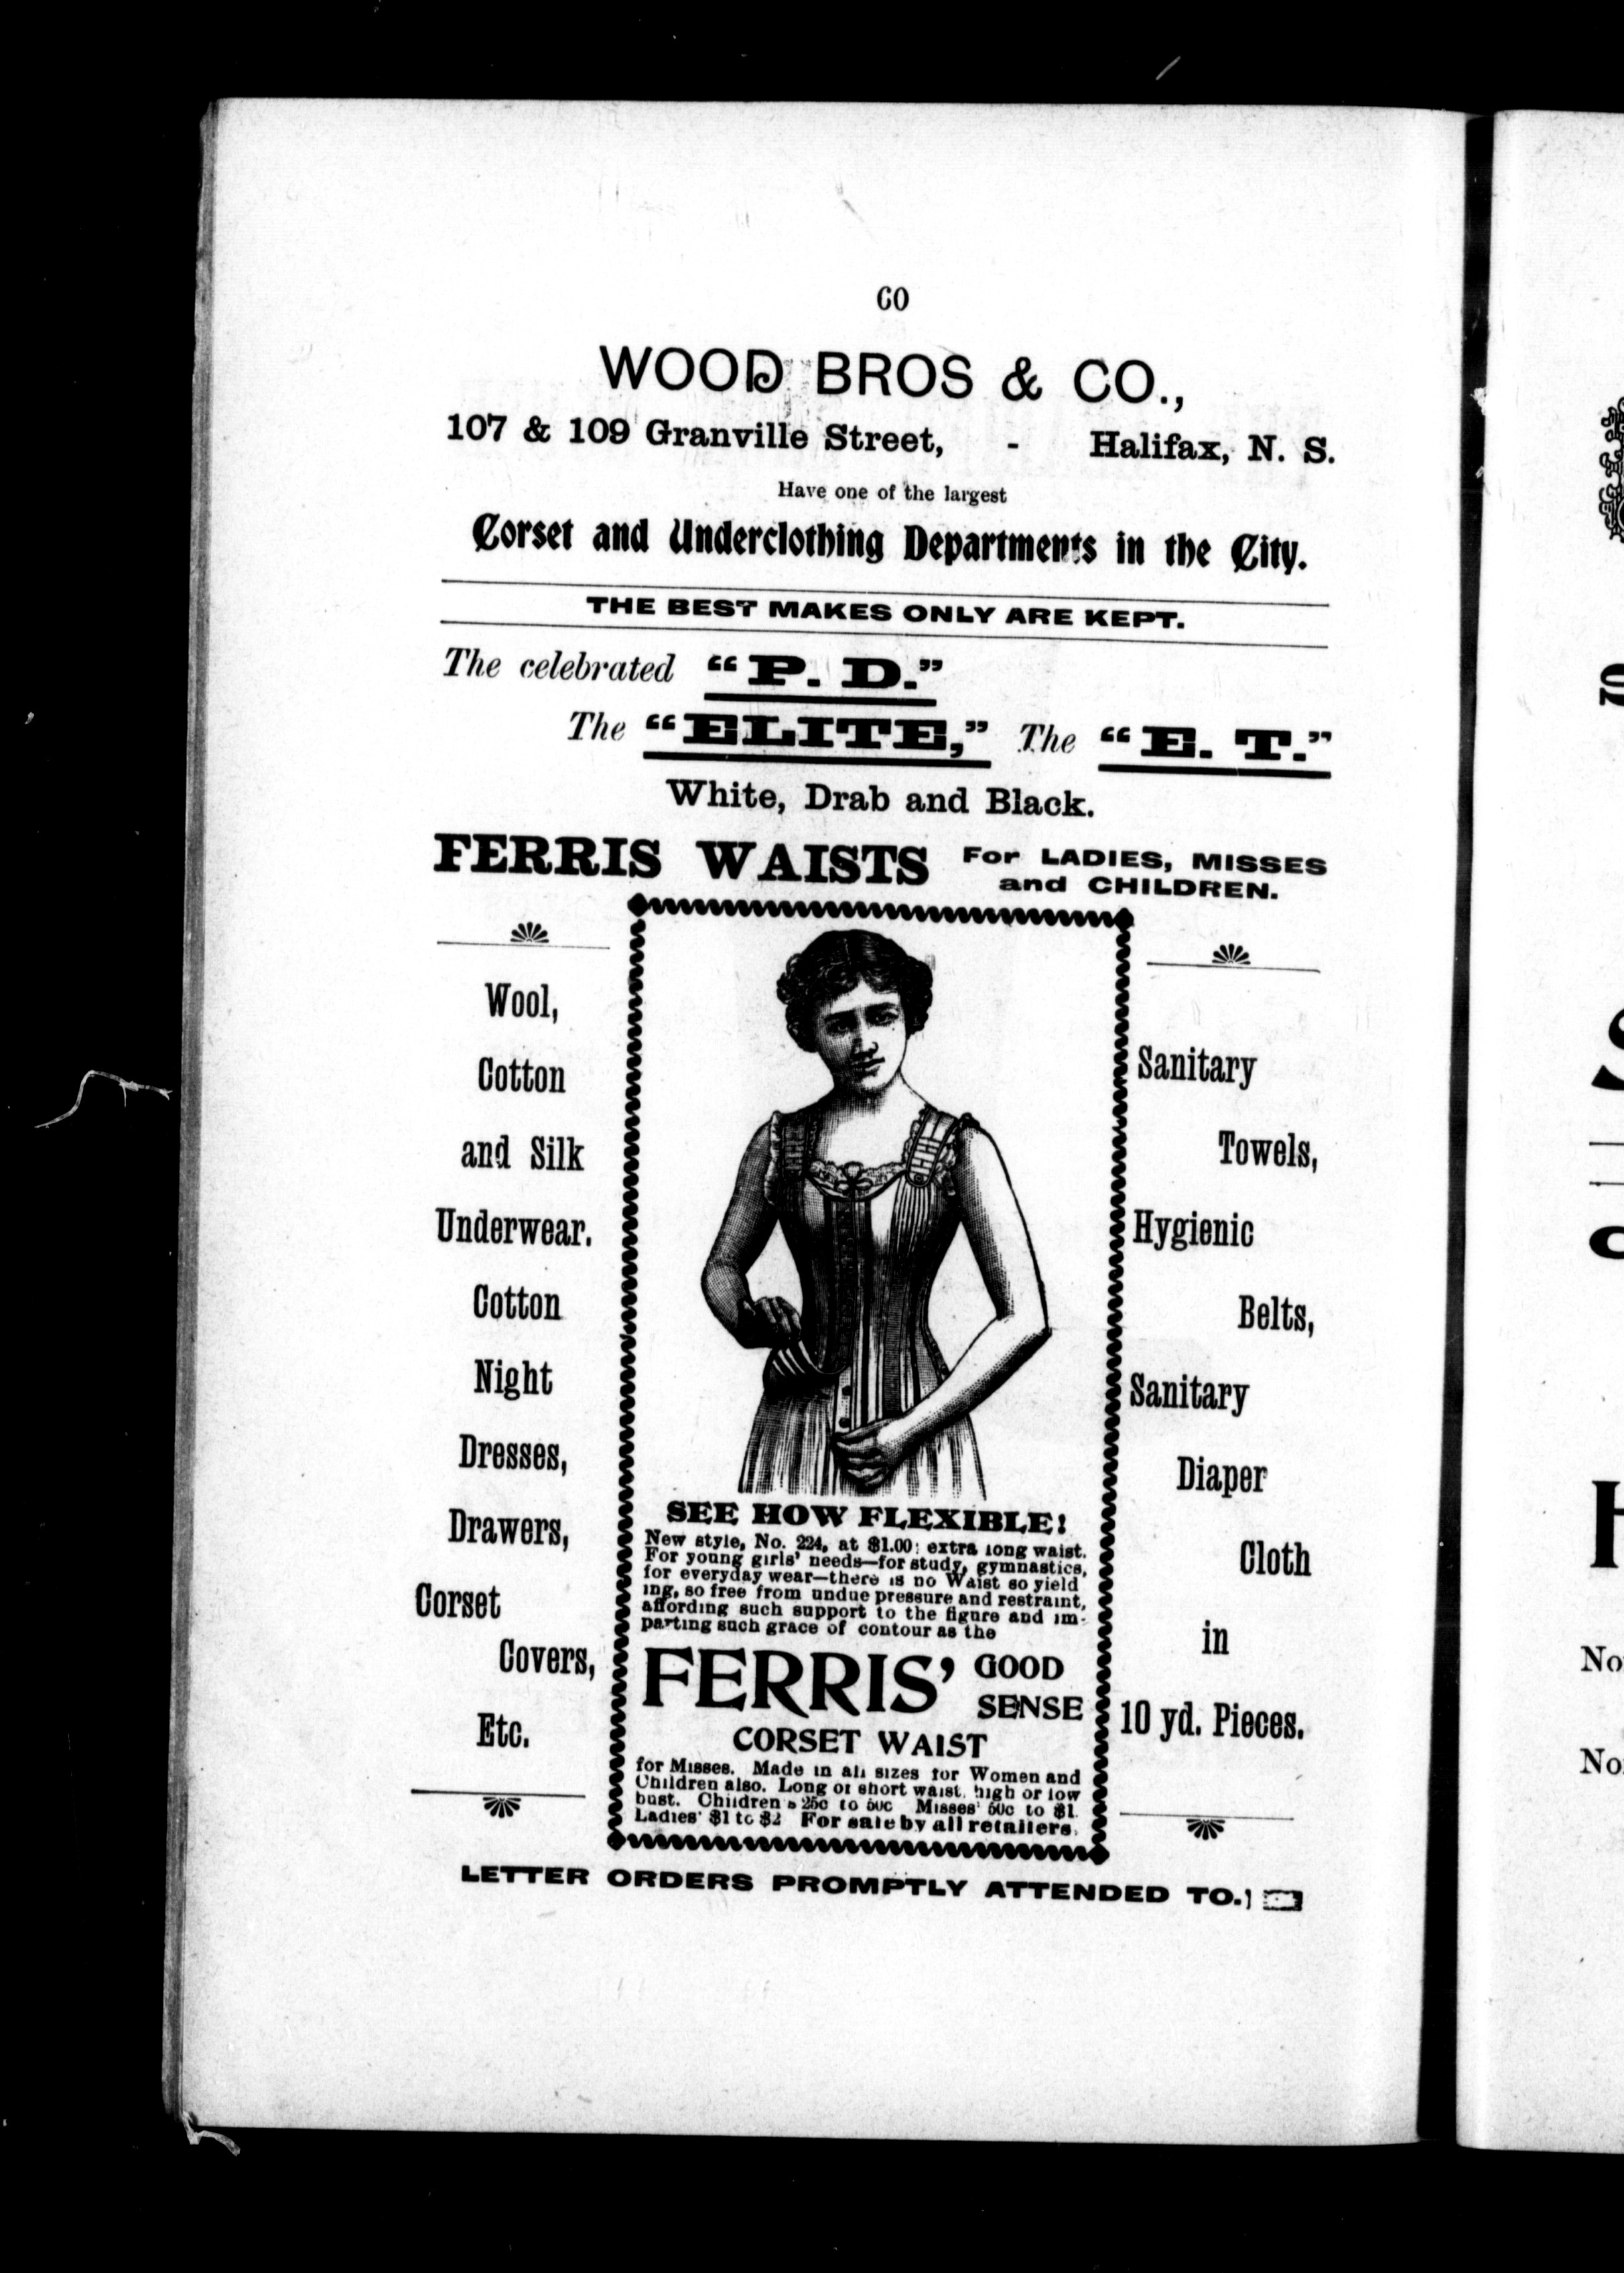 60
WOOD BROS & CO.,
107 & 109 Granville Street, - Halifax, N. S.
Have one of the largest
Corset and Underclothing Departments in the City.
THE BEST MAKES ONLY ARE KEPT.
The celebrated “P. D.”
The “ELITE,” The “E. T.”
White, Drab and Black.
FERRIS WAISTS For LADIES, MISSES
and CHILDREN.
Wool,
Cotton
and Silk
Underwear.
Cotton
Night
Dresses,
Drawers,
Corset
Covers,
Etc.
SEE HOW FLEXIBLE!
New style, No. 224, at $1.00; extra long waist.
For young girls' needs—for study, gymnastics,
for everyday wear—there is no Waist so yield
ing, so free from undue pressure and restraint,
affording such support to the figure and im-
parting such grace of contour as the
FERRIS' GOOD
SENSE
CORSET WAIST
for Misses. Made in all sizes for Women and
Children also. Long or short waist, high or low
bust. Children's 25c to 50c Misses' 50c to $1.
Ladies' $1 to $2 For sale by all retailers.
Sanitary
Towels,
Hygienic
Belts,
Sanitary
Diaper
Cloth
in
10 yd. Pieces.
LETTER ORDERS PROMPTLY ATTENDED TO.
No
No